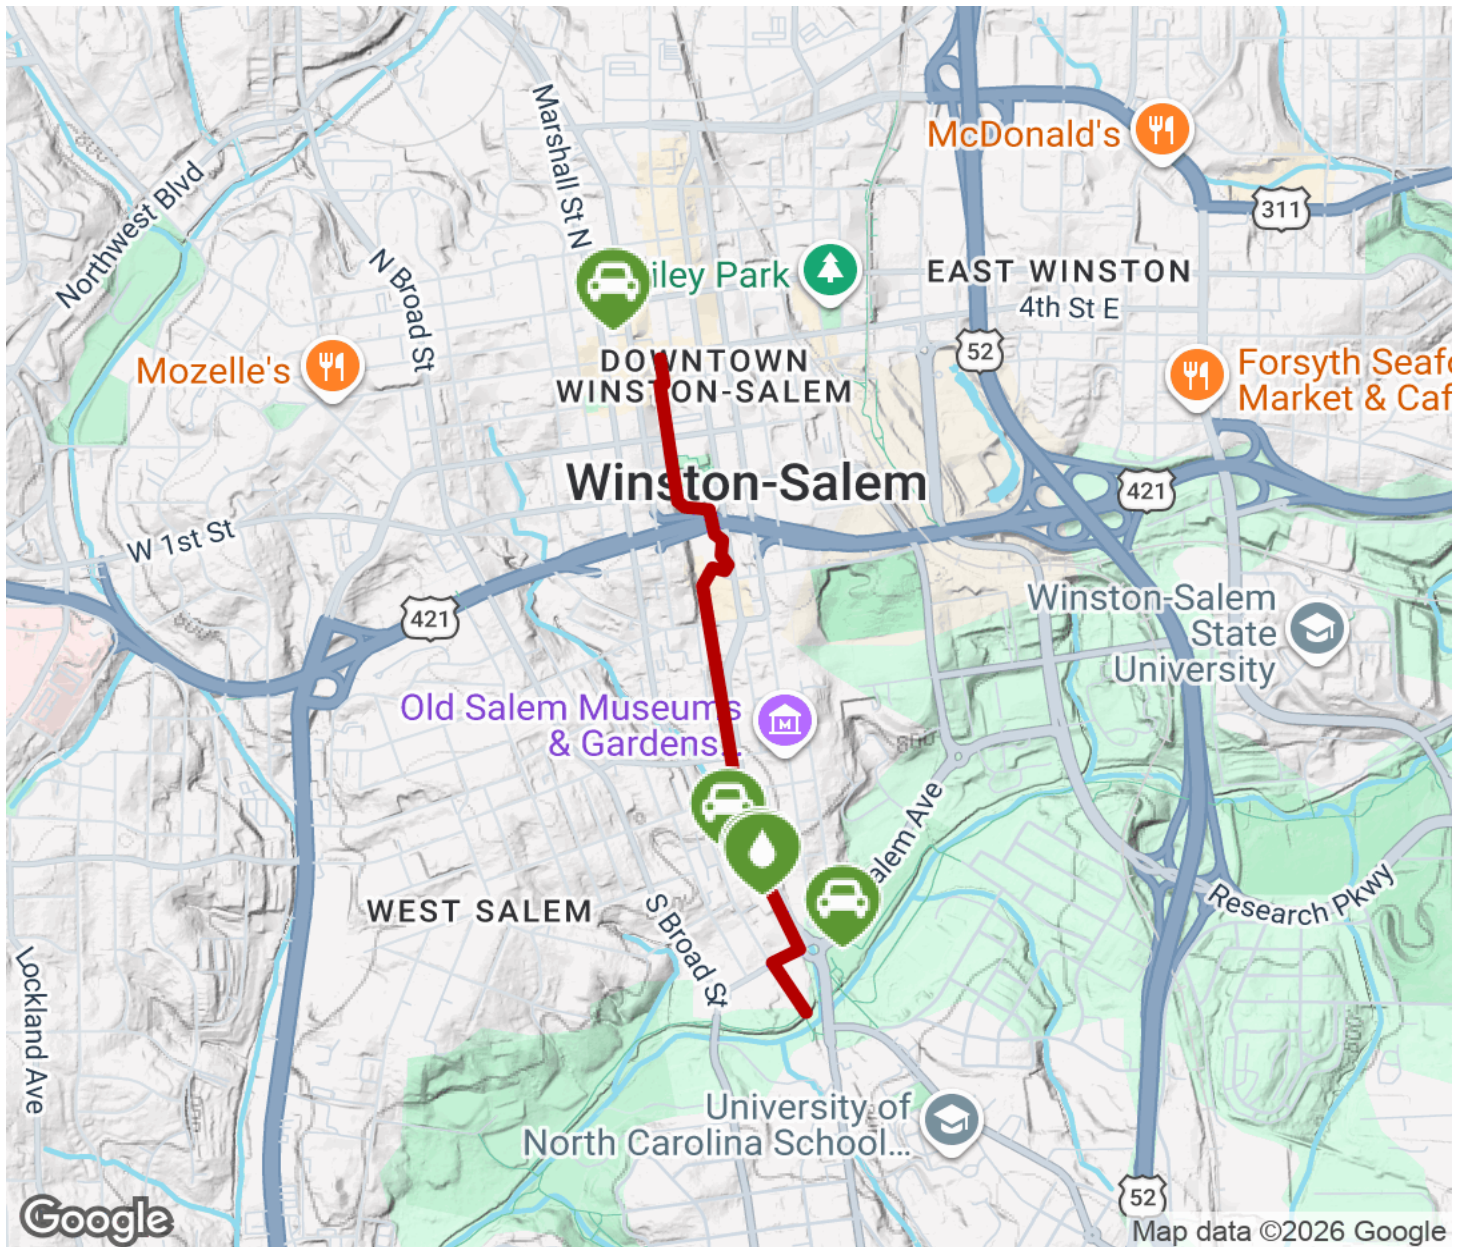 Marshall St N
Northwest Blvd
McDonald's
311
N Broad St
iley Park
EAST WINSTON
4th St E
52
Mozelle's
DOWNTOWN
WINSTON-SALEM
Forsyth Seafo
Market & Caf
Winston-Salem
421
W 1st St
421
Winston-Salem
State
University
Old Salem Museums
& Gardens...
alem Ave
WEST SALEM
S Broad St
Research Pkwy
Lockland Ave
University of
North Carolina School...
52
Google
Map data ©2026 Google